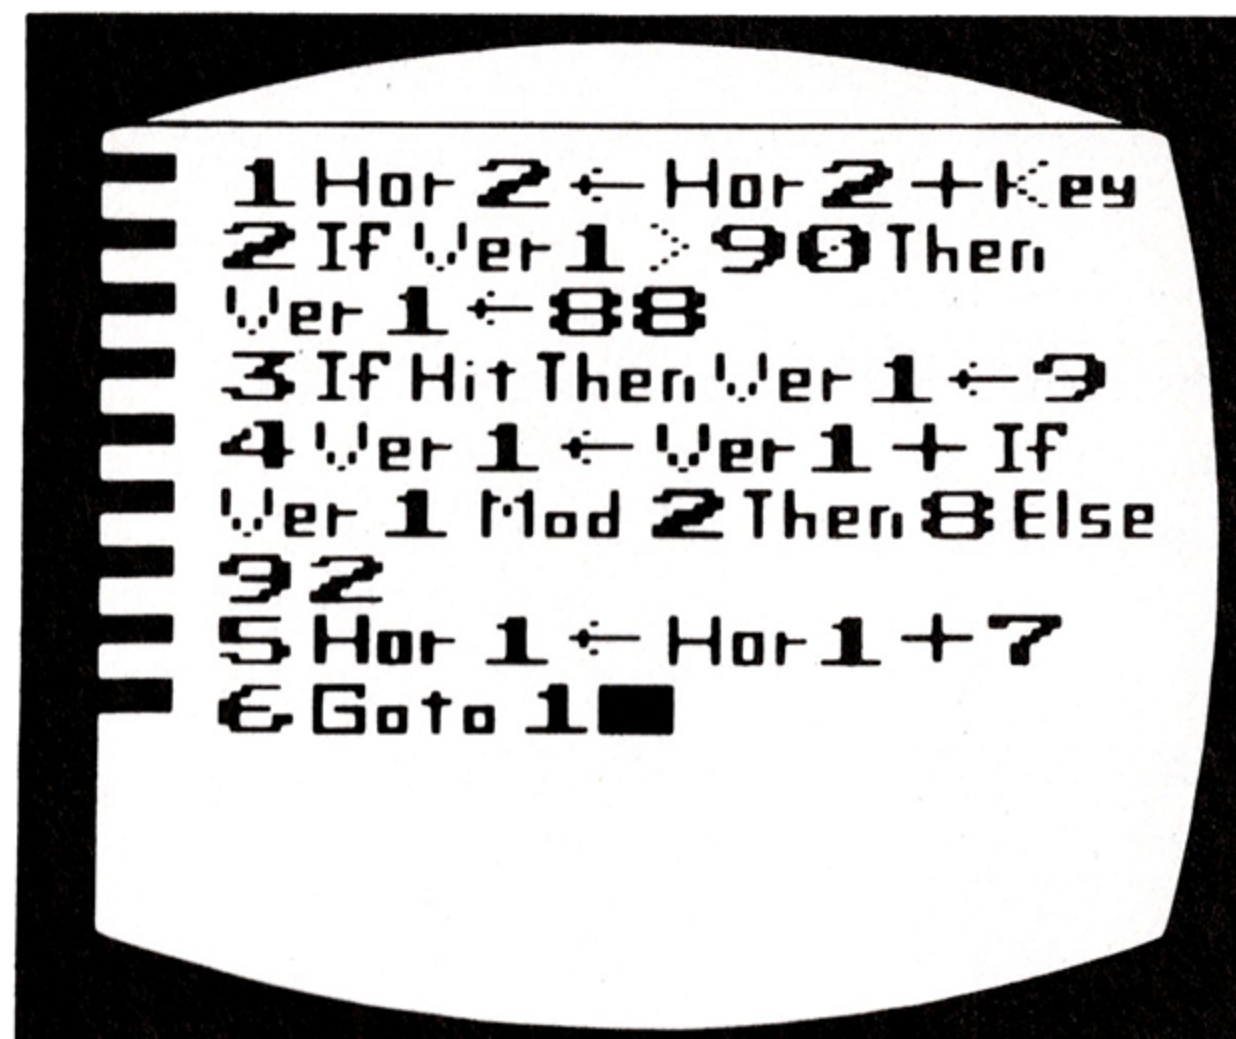 1 Hor 2 ← Hor 2 + Key
2 If Ver 1 > 90 Then
Ver 1 ← 88
3 If Hit Then Ver 1 ← 9
4 Ver 1 ← Ver 1 + If
Ver 1 Mod 2 Then 8 Else
92
5 Hor 1 ← Hor 1 + 7
6 Goto 1